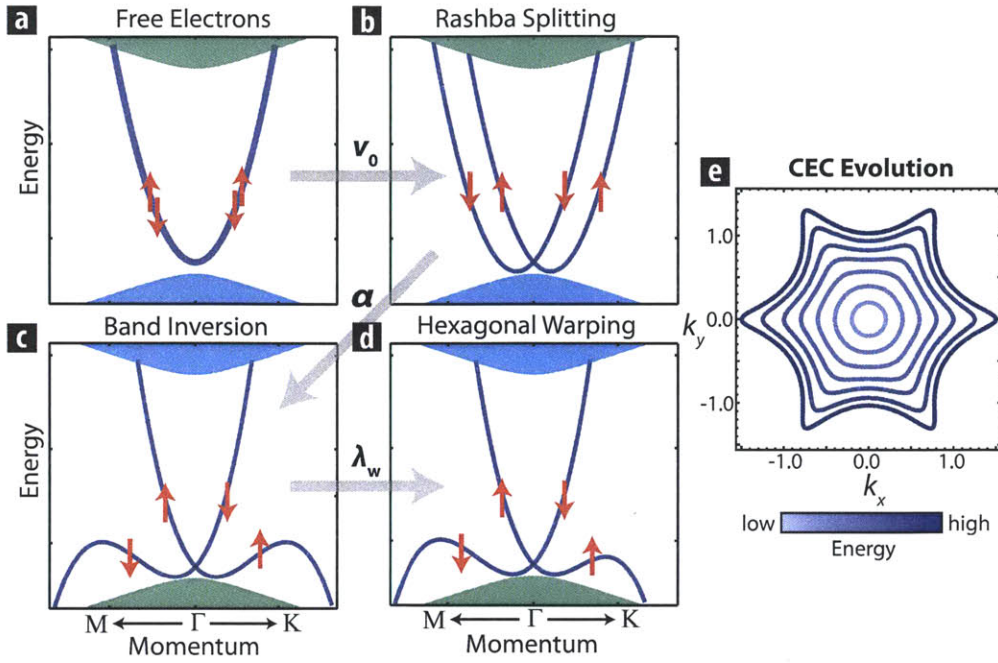 a Free Electrons
Energy
v₀
b Rashba Splitting
α
c Band Inversion
Energy
M Γ K
Momentum
λw
d Hexagonal Warping
M Γ K
Momentum
e CEC Evolution
ky
1.0
0.0
-1.0
-1.0 0.0 1.0
kx
low high
Energy